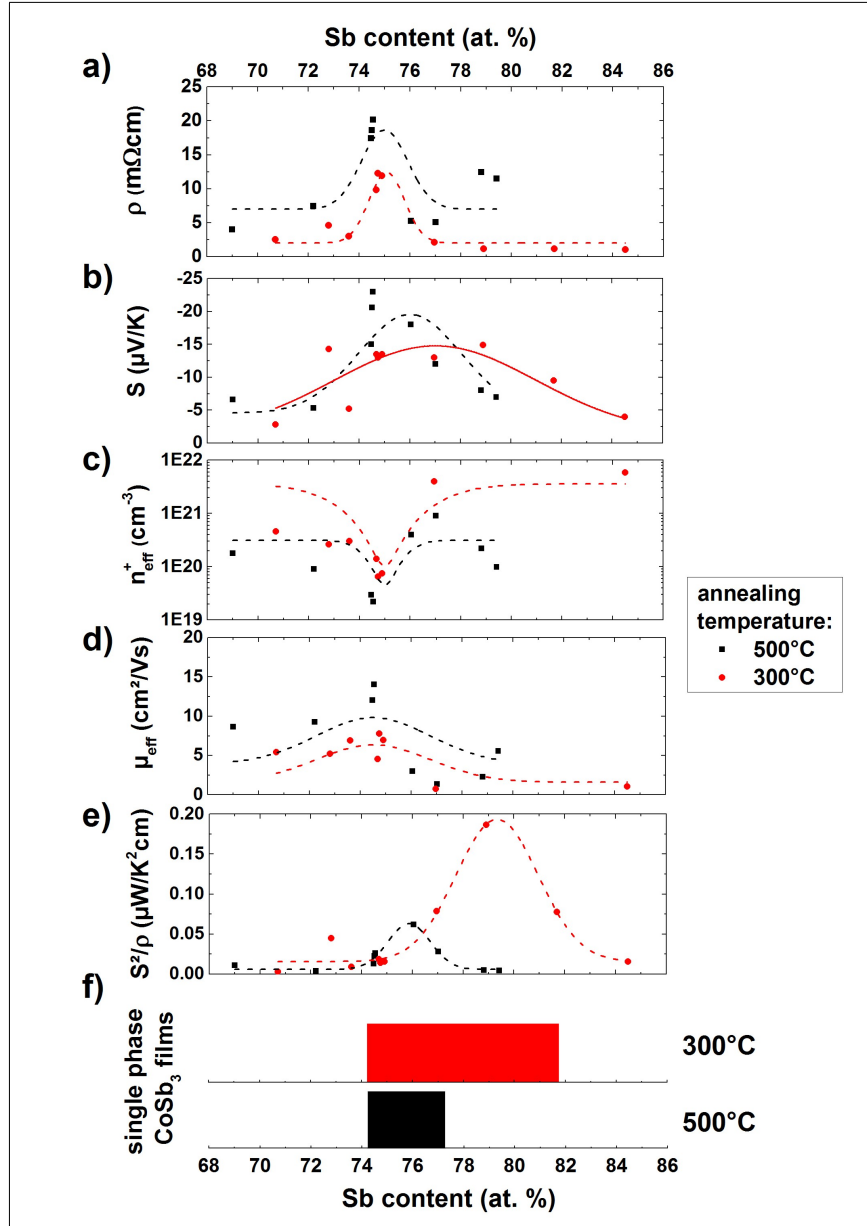 Sb content (at. %)
a)
68 70 72 74 76 78 80 82 84 86
25
20
15
10
5
0
ρ (mΩcm)
b)
-25
-20
-15
-10
-5
0
S (µV/K)
c)
1E22
1E21
1E20
1E19
n⁺eff (cm⁻³)
annealing
temperature:
500°C
300°C
d)
20
15
10
5
0
µeff (cm²/Vs)
e)
0.20
0.15
0.10
0.05
0.00
S²/ρ (µW/K²cm)
f)
single phase
CoSb₃ films
300°C
500°C
68 70 72 74 76 78 80 82 84 86
Sb content (at. %)